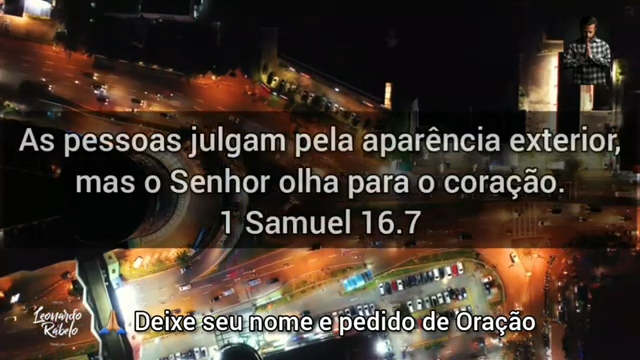 As pessoas julgam pela aparência exterior,
mas o Senhor olha para o coração.
1 Samuel 16.7
Leonardo
Rabelo
🙏 Deixe seu nome e pedido de Oração